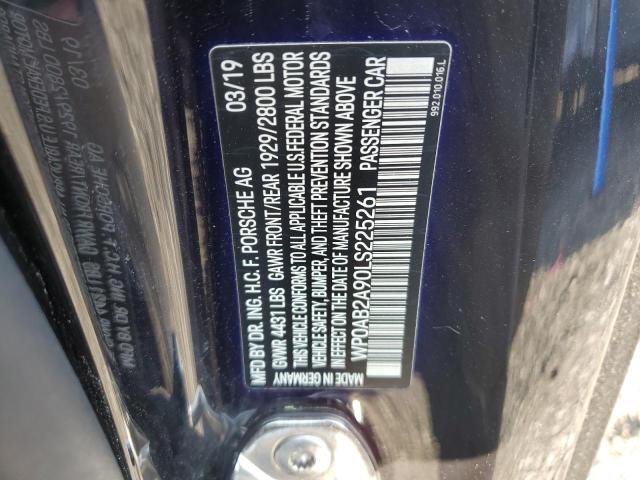 MFD BY DR. ING. H.C. F. PORSCHE AG 03/19
GVWR 4431 LBS GAWR FRONT/REAR 1929/2800 LBS
THIS VEHICLE CONFORMS TO ALL APPLICABLE U.S. FEDERAL MOTOR
VEHICLE SAFETY, BUMPER, AND THEFT PREVENTION STANDARDS
IN EFFECT ON THE DATE OF MANUFACTURE SHOWN ABOVE
WP0AB2A90LS225261 PASSENGER CAR
MADE IN GERMANY 992.010.016.L